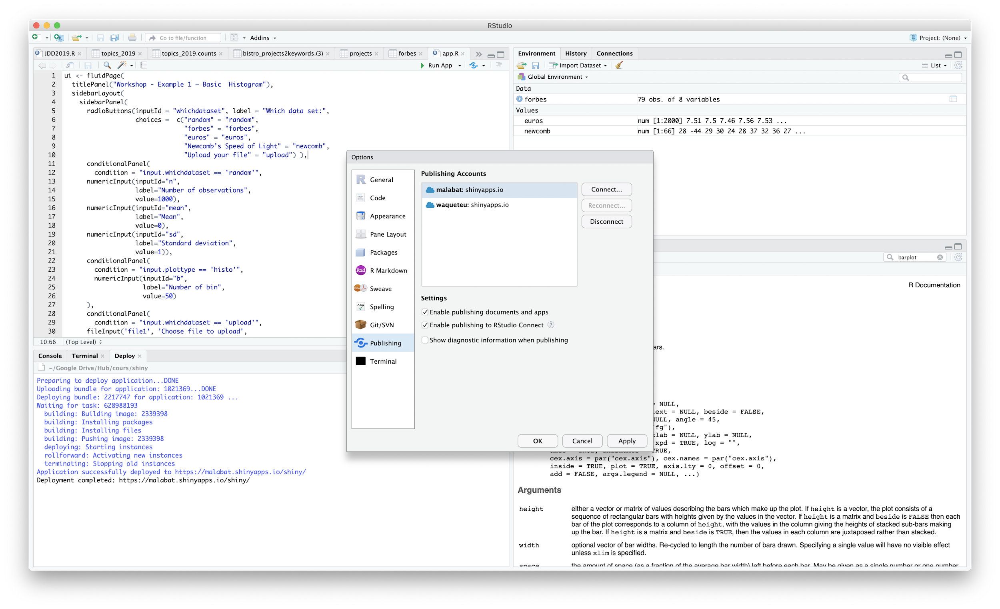 RStudio
Go to file/function
Addins
Project: (None)
JDD2019.R
topics_2019
topics_2019.counts
bistro_projects2keywords.(3)
projects
forbes
app.R
Run App
1 ui <- fluidPage(
2 titlePanel("Workshop - Example 1 – Basic  Histogram"),
3 sidebarLayout(
4 sidebarPanel(
5 radioButtons(inputId = "whichdataset", label = "Which data set:",
6 choices =  c("random" = "random",
7 "forbes" = "forbes",
8 "euros" = "euros",
9 "Newcomb's Speed of Light" = "newcomb",
10 "Upload your file" = "upload") ),
11 conditionalPanel(
12 condition = "input.whichdataset == 'random'",
13 numericInput(inputId="n",
14 label="Number of observations",
15 value=1000),
16 numericInput(inputId="mean",
17 label="Mean",
18 value=0),
19 numericInput(inputId="sd",
20 label="Standard deviation",
21 value=1)),
22 conditionalPanel(
23 condition = "input.plottype == 'histo'",
24 numericInput(inputId="b",
25 label="Number of bin",
26 value=50)
27 ),
28 conditionalPanel(
29 condition = "input.whichdataset == 'upload'",
30 fileInput('file1', 'Choose file to upload',
10:66 (Top Level)
Console
Terminal
Deploy
~/Google Drive/Hub/cours/shiny
Preparing to deploy application...DONE
Uploading bundle for application: 1021369...DONE
Deploying bundle: 2217747 for application: 1021369 ...
Waiting for task: 628988193
building: Building image: 2339398
building: Installing packages
building: Installing files
building: Pushing image: 2339398
deploying: Starting instances
rollforward: Activating new instances
terminating: Stopping old instances
Application successfully deployed to https://malabat.shinyapps.io/shiny/
Deployment completed: https://malabat.shinyapps.io/shiny/
Environment
History
Connections
Import Dataset
List
Global Environment
Data
forbes 79 obs. of 8 variables
Values
euros num [1:2000] 7.51 7.5 7.46 7.56 7.53 ...
newcomb num [1:66] 28 -44 29 30 24 28 37 32 36 27 ...
Options
General
Code
Appearance
Pane Layout
Packages
Rmd R Markdown
Sweave
ABC Spelling
Git/SVN
Publishing
Terminal
Publishing Accounts
malabat: shinyapps.io
waqueteu: shinyapps.io
Connect...
Reconnect...
Disconnect
Settings
Enable publishing documents and apps
Enable publishing to RStudio Connect ?
Show diagnostic information when publishing
OK
Cancel
Apply
barplot
R Documentation
ars.
= NULL,
text = NULL, beside = FALSE,
NULL, angle = 45,
"fg"),
xlab = NULL, ylab = NULL,
xpd = TRUE, log = "",
TRUE,
cex.axis = par("cex.axis"), cex.names = par("cex.axis"),
inside = TRUE, plot = TRUE, axis.lty = 0, offset = 0,
add = FALSE, args.legend = NULL, ...)
Arguments
height either a vector or matrix of values describing the bars which make up the plot. If height is a vector, the plot consists of a
sequence of rectangular bars with heights given by the values in the vector. If height is a matrix and beside is FALSE then each
bar of the plot corresponds to a column of height, with the values in the column giving the heights of stacked sub-bars making
up the bar. If height is a matrix and beside is TRUE, then the values in each column are juxtaposed rather than stacked.
width optional vector of bar widths. Re-cycled to length the number of bars drawn. Specifying a single value will have no visible effect
unless xlim is specified.
space the amount of space (as a fraction of the average bar width) left before each bar. May be given as a single number or one number